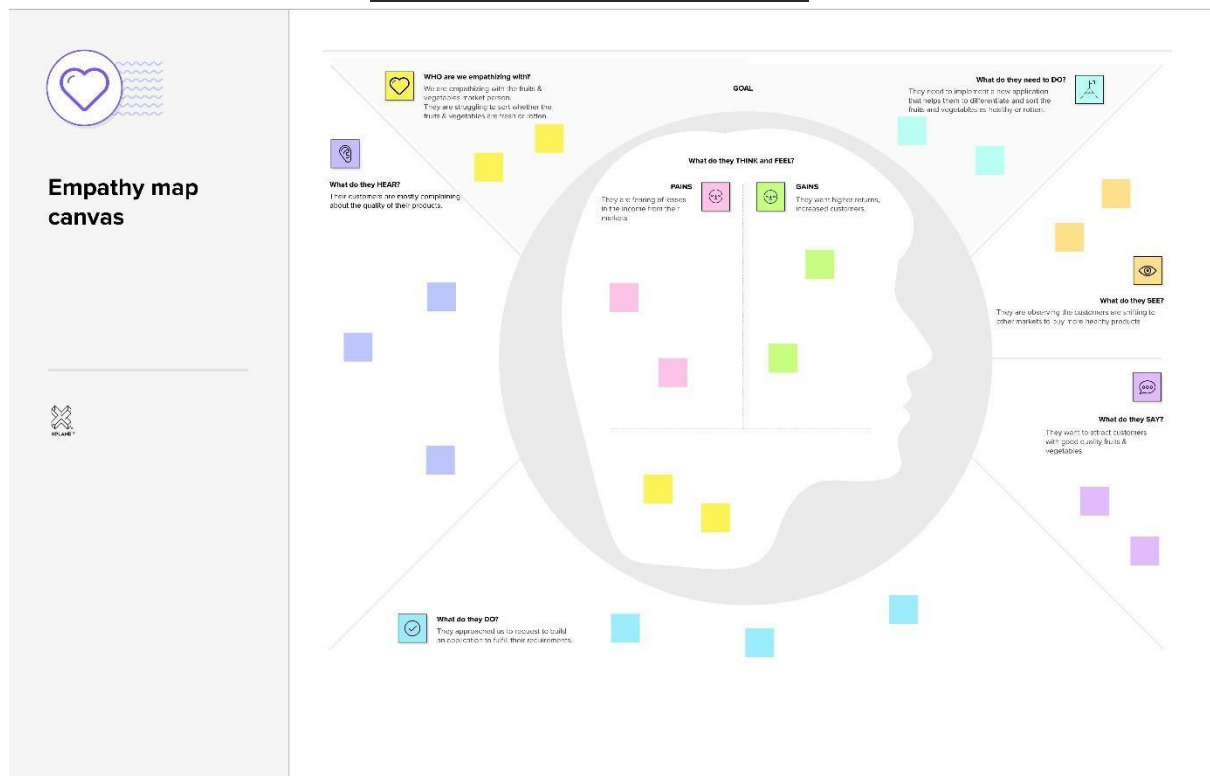 Empathy map
canvas
XPLANE
WHO are we empathizing with?
We are empathizing with the fruits &
vegetables market person.
They are struggling to sort whether the
fruits & vegetables are fresh or rotten.
GOAL
What do they need to DO?
They need to implement a new application
that helps them to differentiate and sort the
fruits and vegetables as healthy or rotten.
What do they HEAR?
Their customers are mostly complaining
about the quality of their products.
What do they THINK and FEEL?
PAINS
They are fearing of losses
in the income from their
markets.
GAINS
They want higher returns,
increased customers.
What do they SEE?
They are observing the customers are shifting to
other markets to buy more healthy products
What do they SAY?
They want to attract customers
with good quality fruits &
vegetables
What do they DO?
They approached us to request to build
an application to fulfil their requirements.